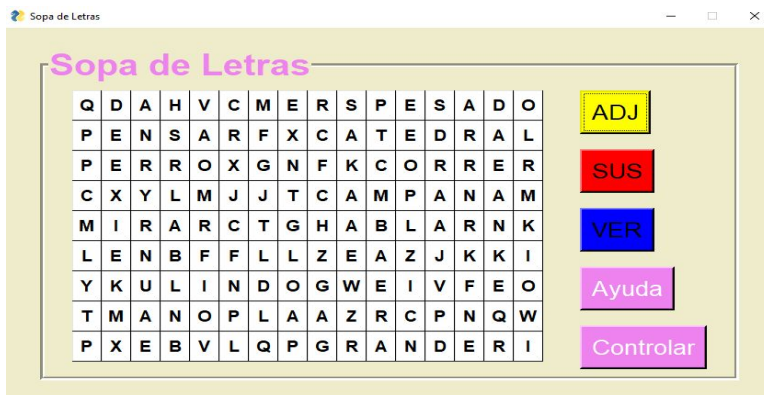 Sopa de Letras
Sopa de Letras
Q D A H V C M E R S P E S A D O
P E N S A R F X C A T E D R A L
P E R R O X G N F K C O R R E R
C X Y L M J J T C A M P A N A M
M I R A R C T G H A B L A R N K
L E N B F F L L Z E A Z J K K I
Y K U L I N D O G W E I V F E O
T M A N O P L A A Z R C P N Q W
P X E B V L Q P G R A N D E R I
ADJ
SUS
VER
Ayuda
Controlar